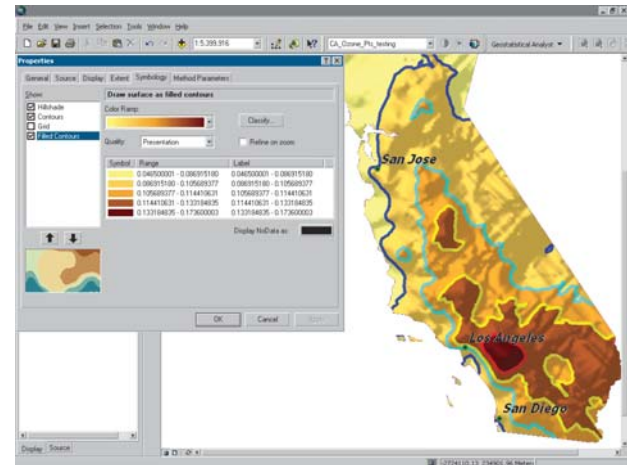 File Edit View Insert Selection Tools Window Help
1:5,399,916
CA_Ozone_Pts_testing
Geostatistical Analyst
Properties
General Source Display Extent Symbology Method Parameters
Show:
Hillshade
Contours
Grid
Filled Contours
Draw surface as filled contours
Color Ramp:
Classify...
Quality: Presentation
Refine on zoom
Symbol Range Label
0.046500001 - 0.086915180 0.046500001 - 0.086915180
0.086915180 - 0.105689377 0.086915180 - 0.105689377
0.105689377 - 0.114410631 0.105689377 - 0.114410631
0.114410631 - 0.133184835 0.114410631 - 0.133184835
0.133184835 - 0.173600003 0.133184835 - 0.173600003
Display NoData as:
OK Cancel
San Jose
Los Angeles
San Diego
Display Source